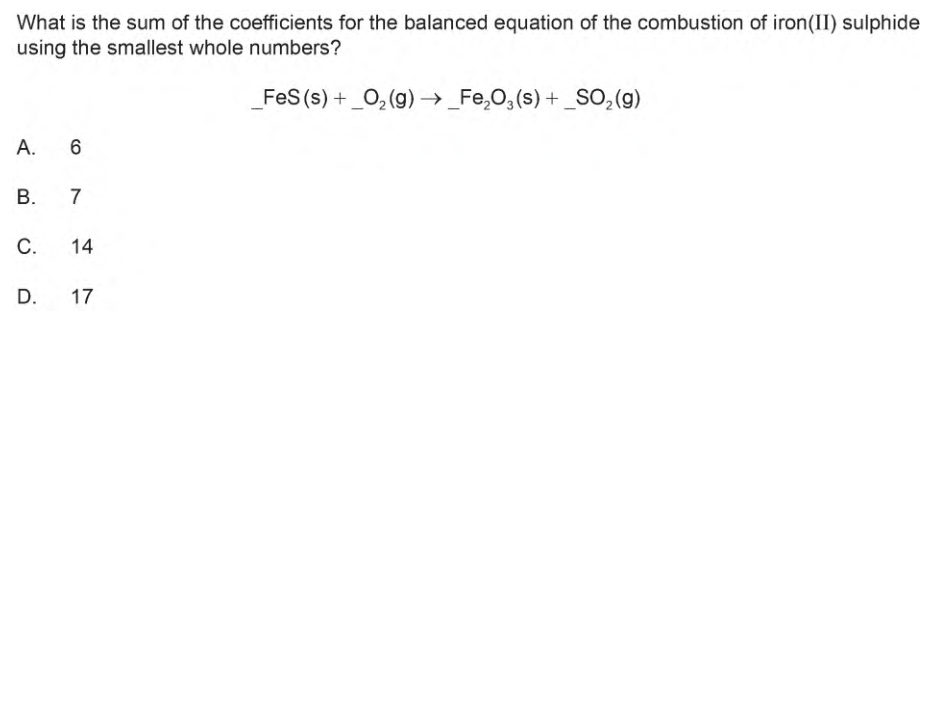 What is the sum of the coefficients for the balanced equation of the combustion of iron(II) sulphide
using the smallest whole numbers?
_FeS(s) + _O₂(g) → _Fe₂O₃(s) + _SO₂(g)
A. 6
B. 7
C. 14
D. 17